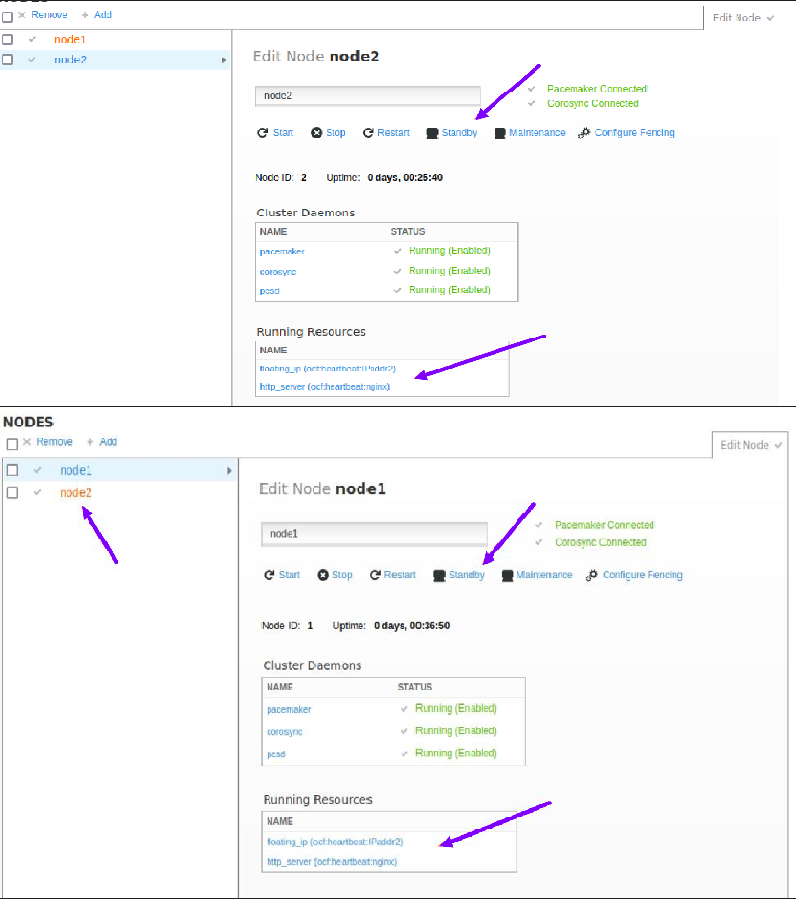 Remove Add
Edit Node
node1
node2
Edit Node node2
node2
Pacemaker Connected
Corosync Connected
Start Stop Restart Standby Maintenance Configure Fencing
Node ID: 2 Uptime: 0 days, 00:25:40
Cluster Daemons
NAME STATUS
pacemaker Running (Enabled)
corosync Running (Enabled)
pcsd Running (Enabled)
Running Resources
NAME
floating_ip (ocf:heartbeat:IPaddr2)
http_server (ocf:heartbeat:nginx)
NODES
Remove Add
Edit Node
node1
node2
Edit Node node1
node1
Pacemaker Connected
Corosync Connected
Start Stop Restart Standby Maintenance Configure Fencing
Node ID: 1 Uptime: 0 days, 00:36:50
Cluster Daemons
NAME STATUS
pacemaker Running (Enabled)
corosync Running (Enabled)
pcsd Running (Enabled)
Running Resources
NAME
floating_ip (ocf:heartbeat:IPaddr2)
http_server (ocf:heartbeat:nginx)